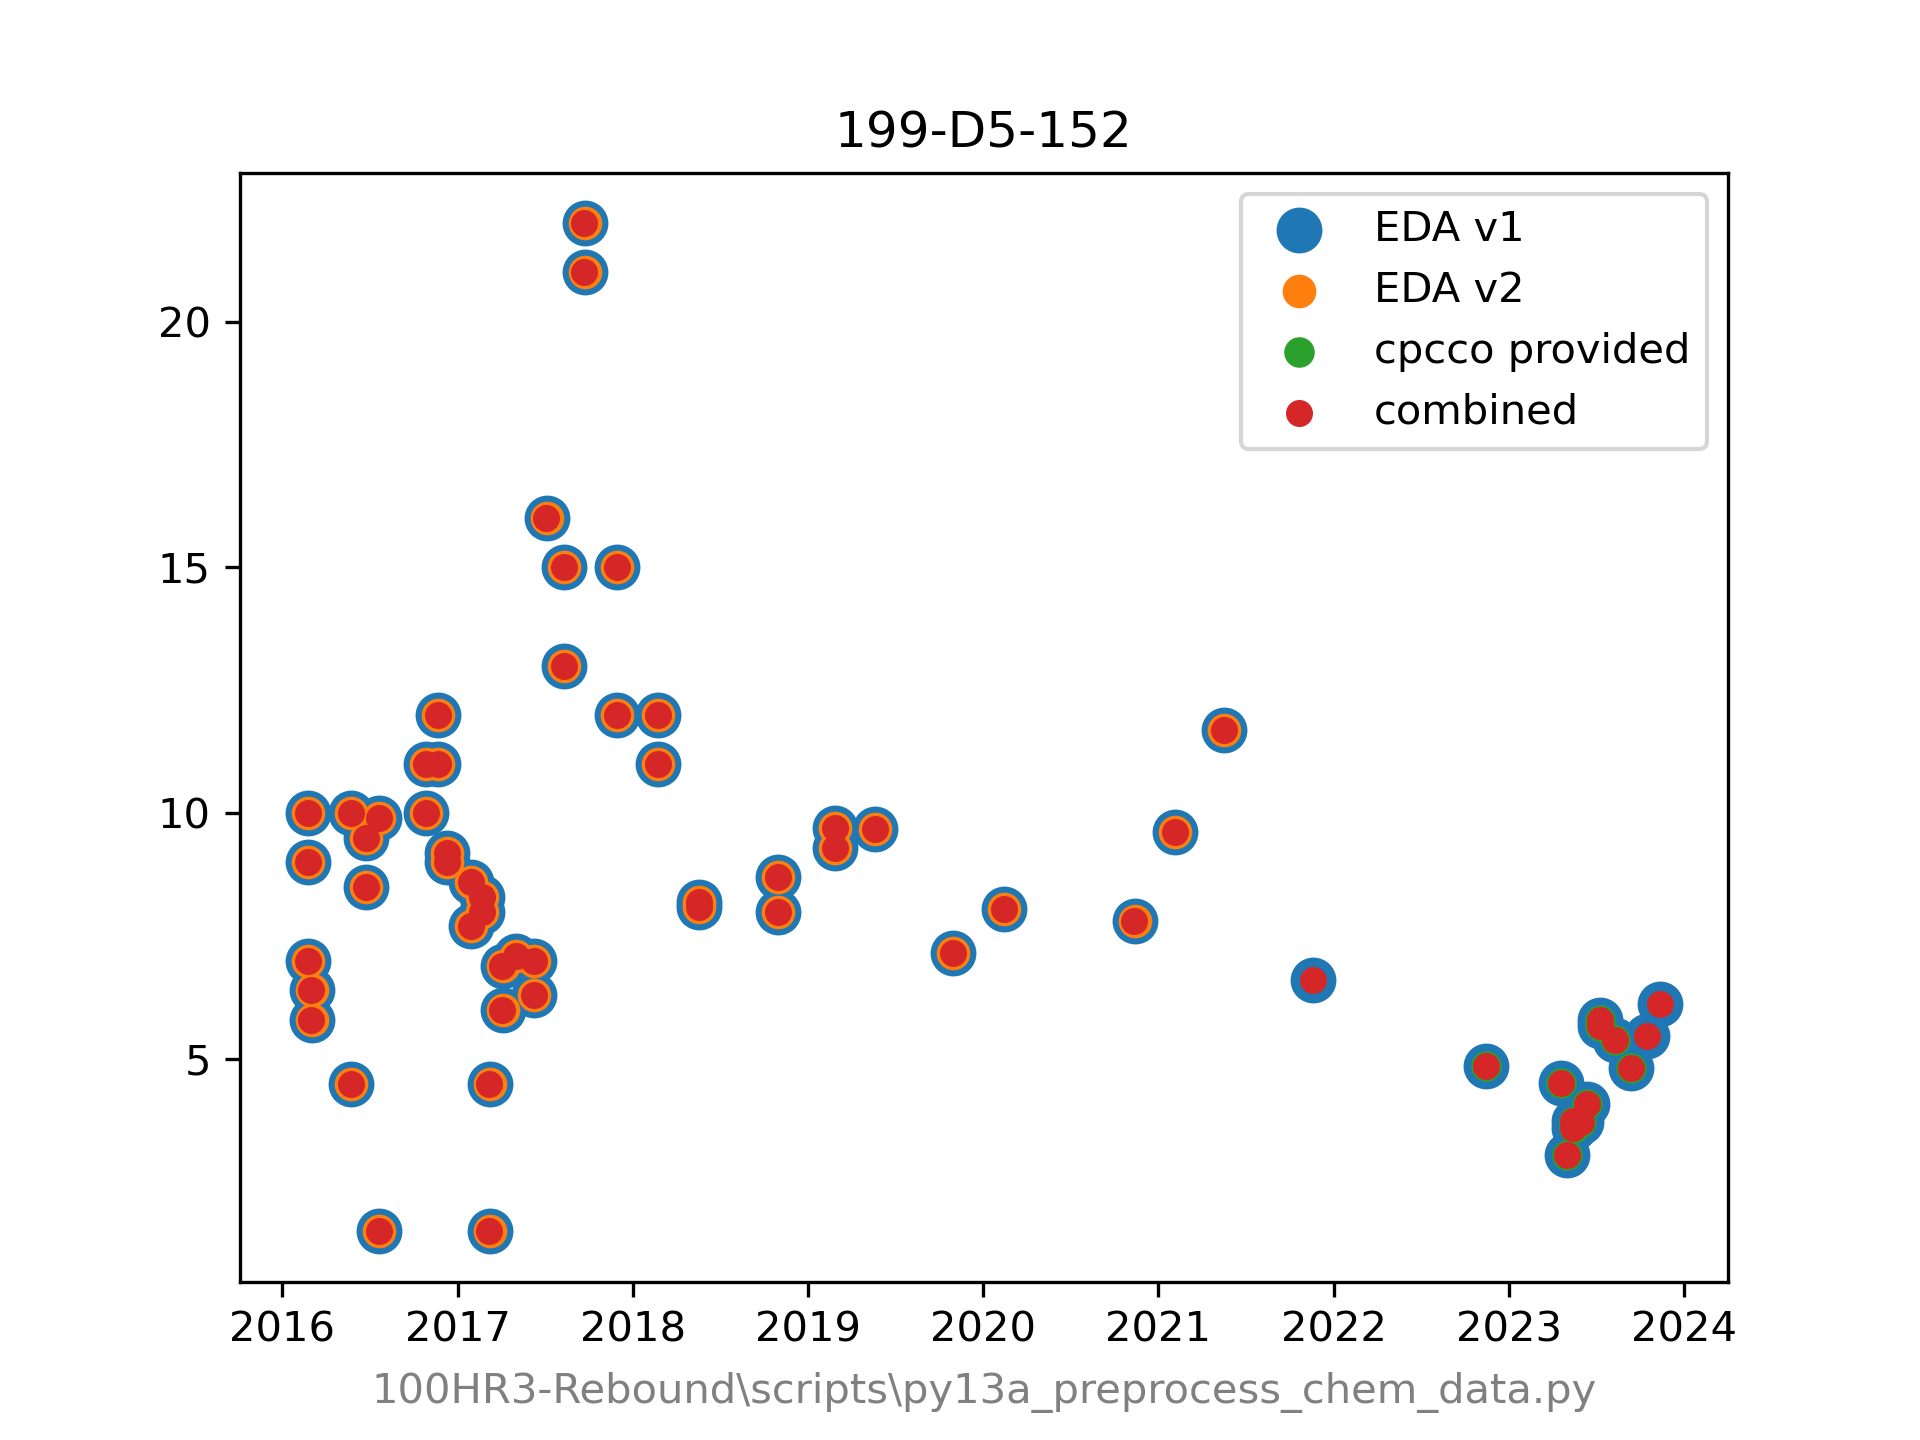 199-D5-152
EDA v1
EDA v2
cpcco provided
combined
20
15
10
5
2016 2017 2018 2019 2020 2021 2022 2023 2024
100HR3-Rebound\scripts\py13a_preprocess_chem_data.py